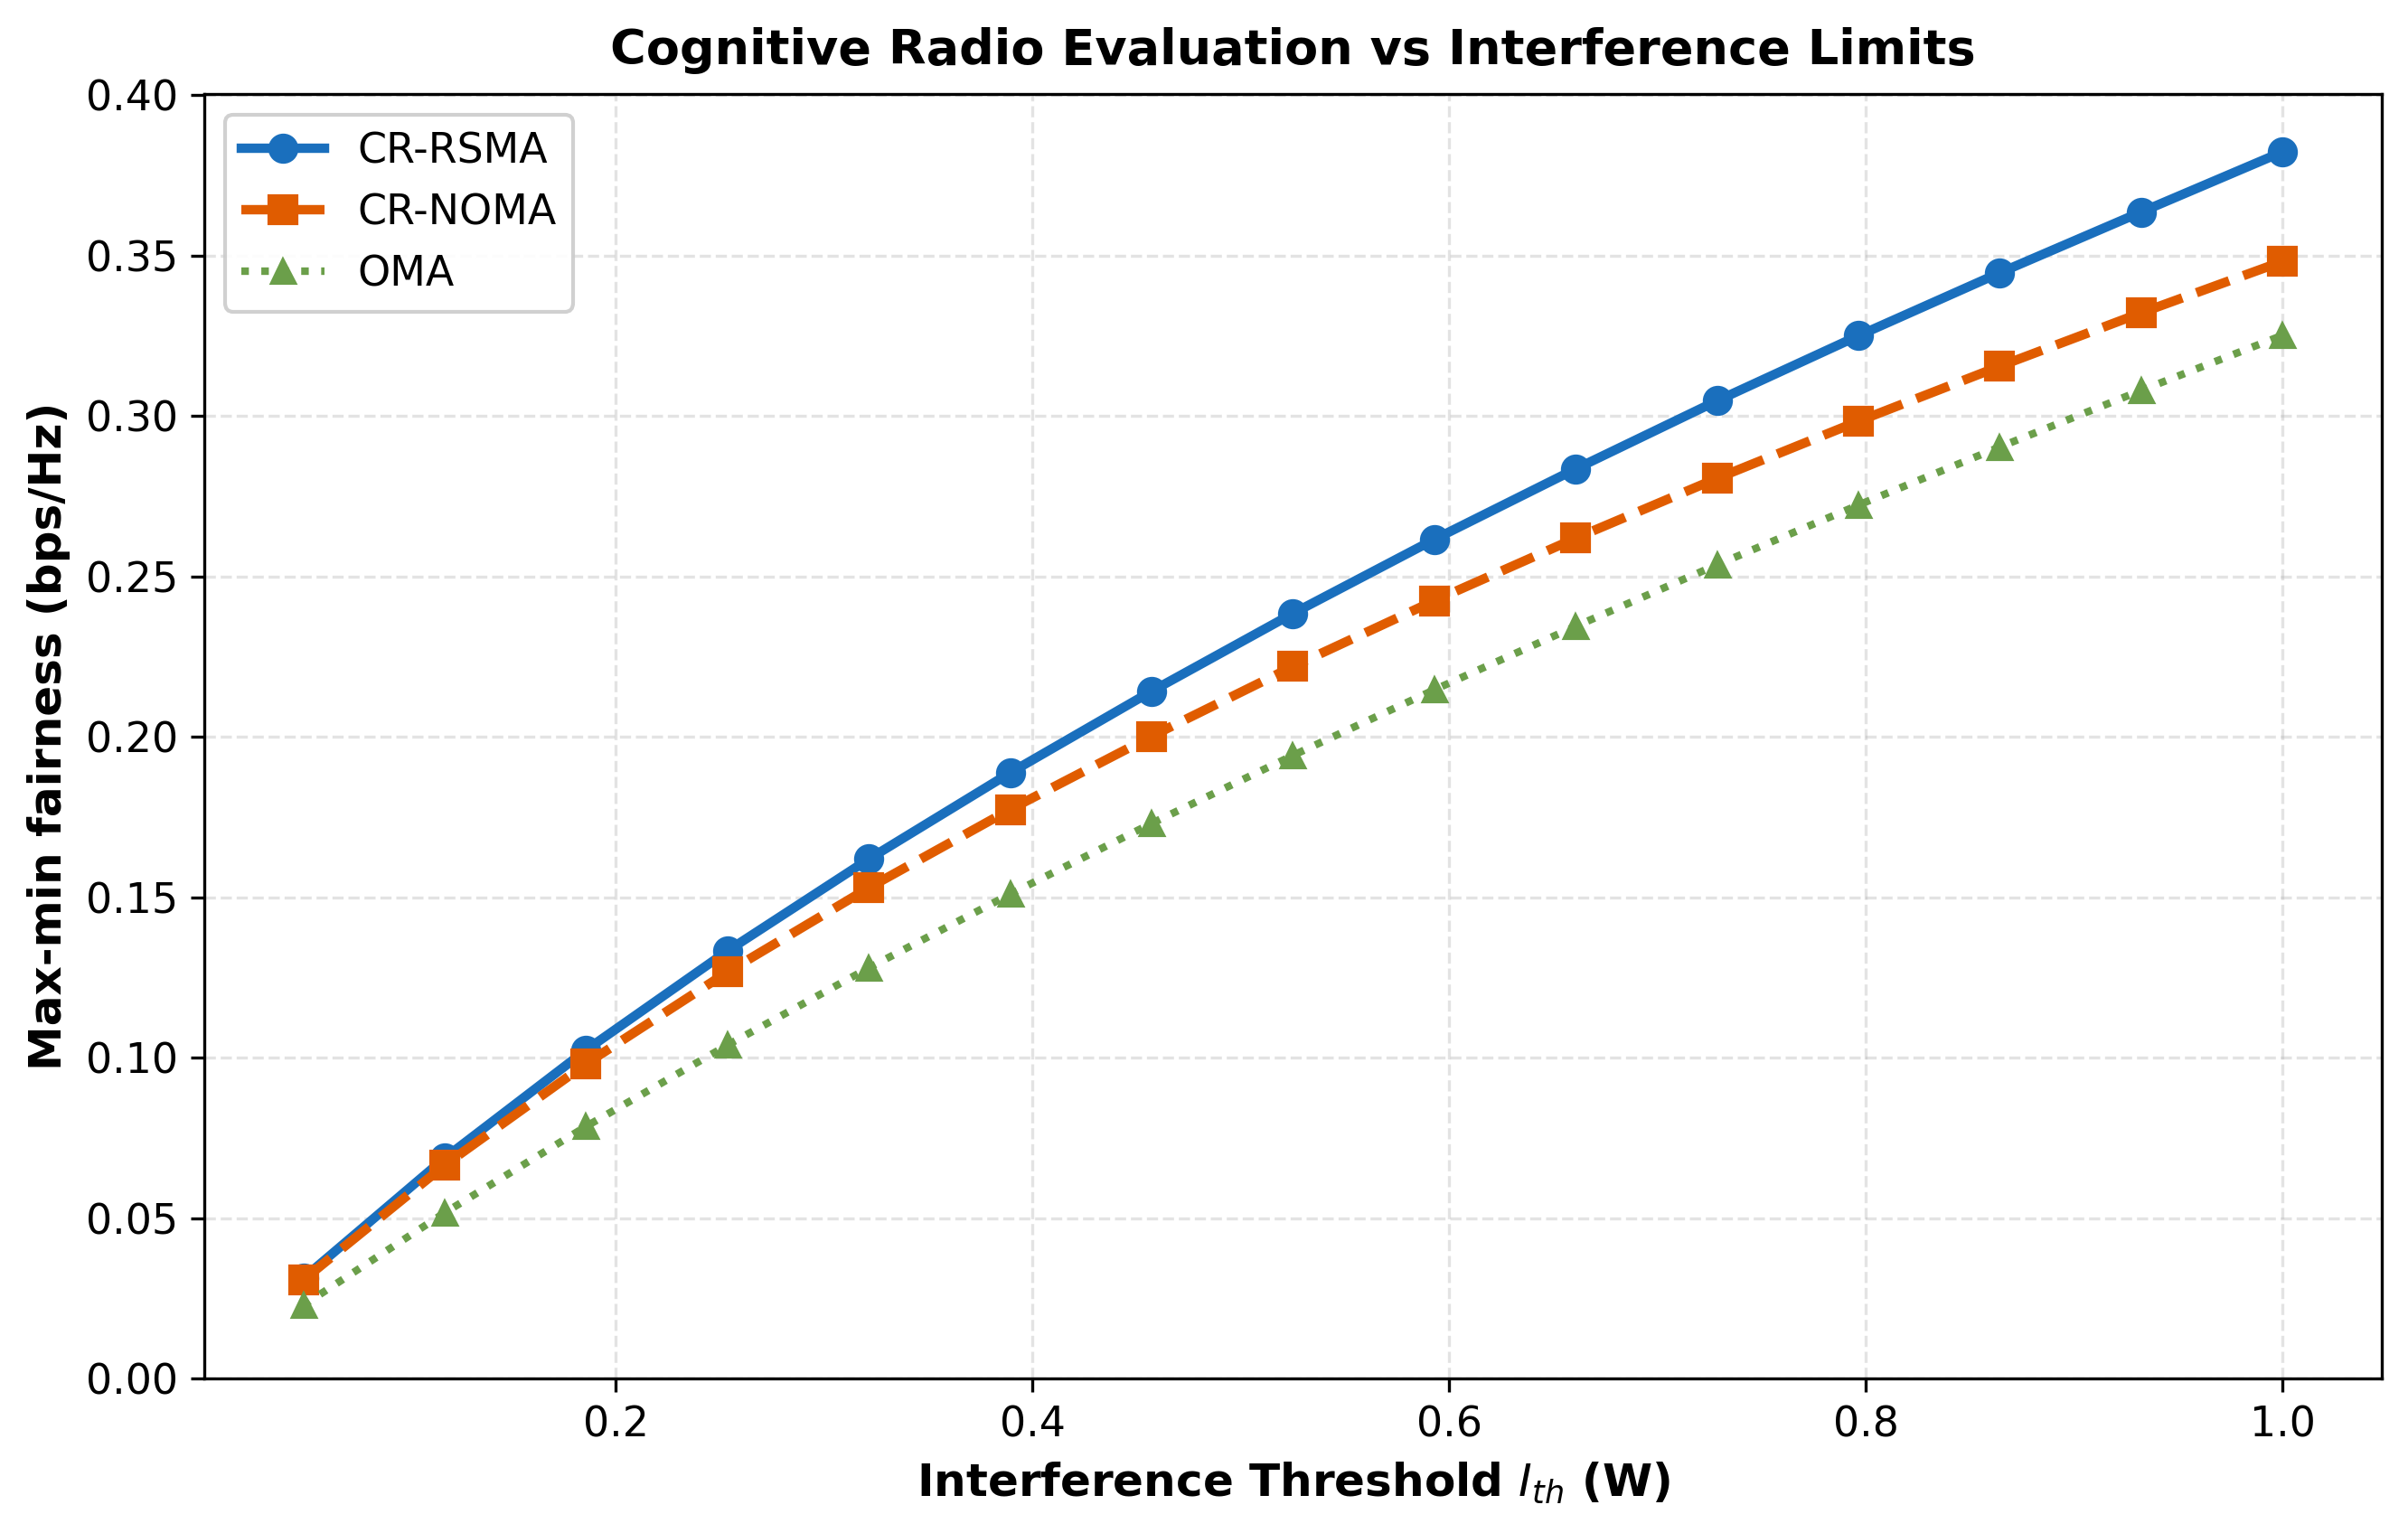 Cognitive Radio Evaluation vs Interference Limits
CR-RSMA
CR-NOMA
OMA
Max-min fairness (bps/Hz)
0.40
0.35
0.30
0.25
0.20
0.15
0.10
0.05
0.00
0.2 0.4 0.6 0.8 1.0
Interference Threshold I_th (W)